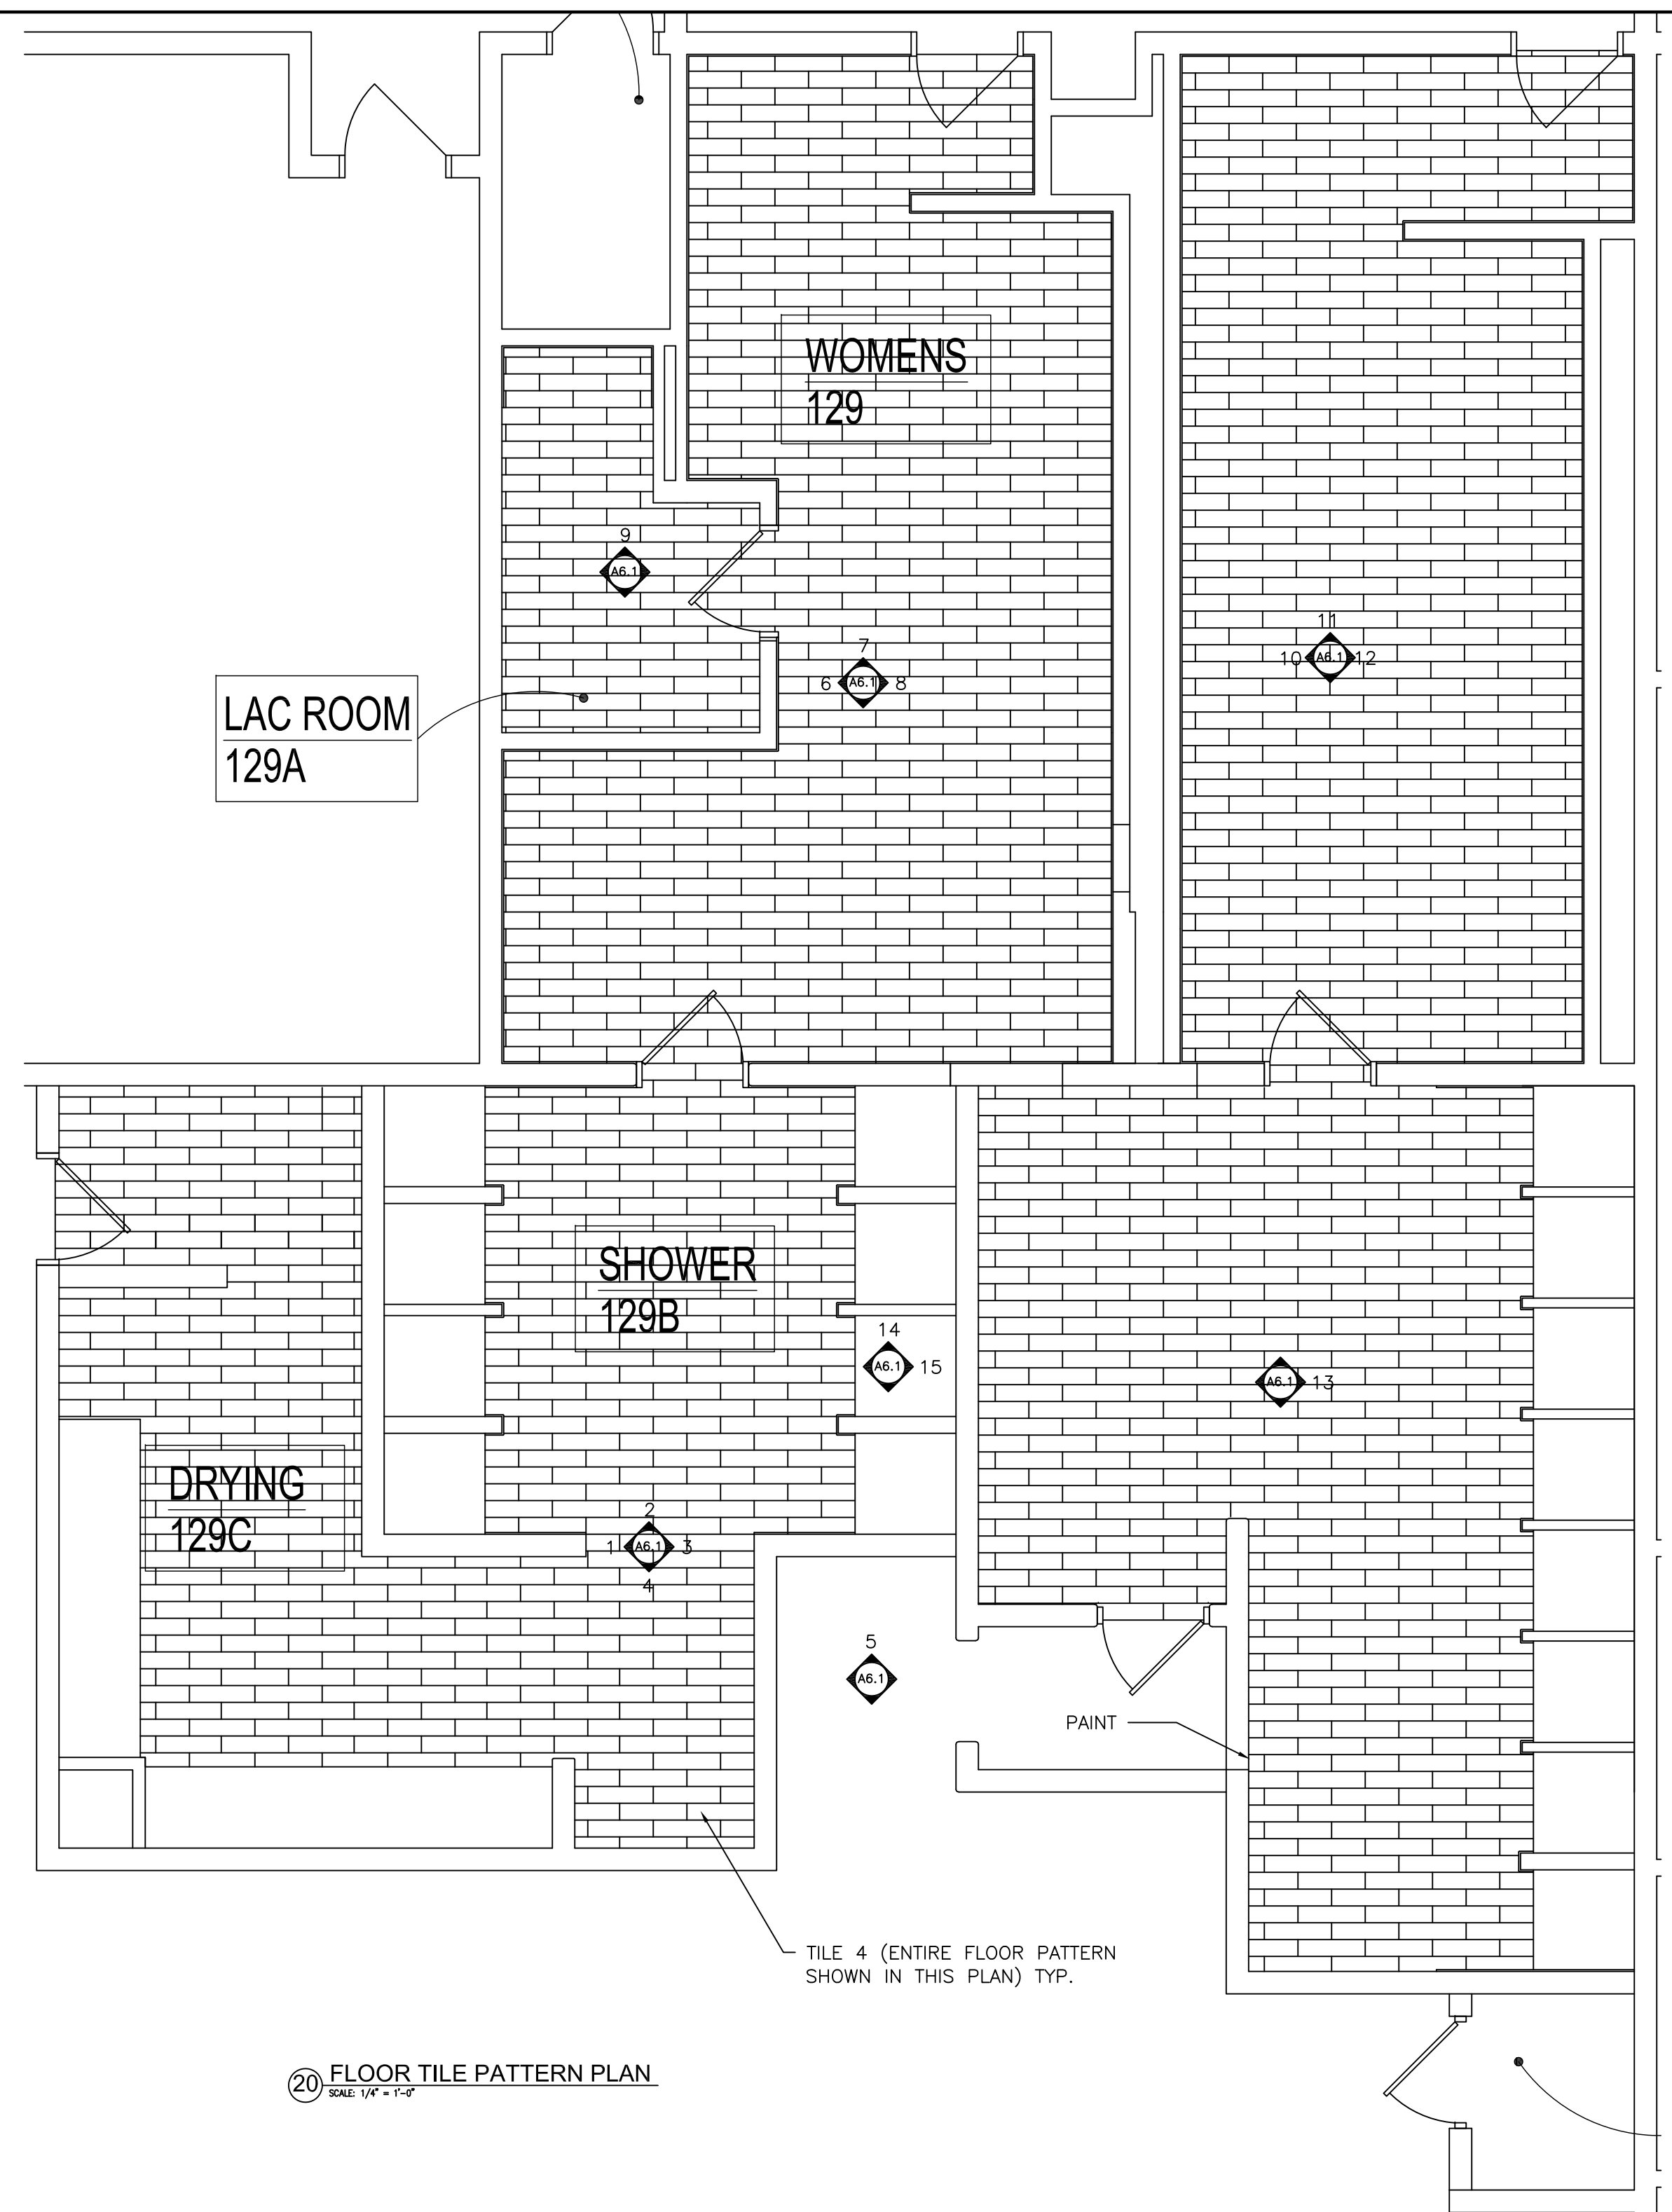 WOMENS
129
9
A6.1
11
10 A6.1 12
7
6 A6.1 8
LAC ROOM
129A
SHOWER
129B
14
A6.1 15
A6.1 13
DRYING
129C
2
1 A6.1 3
4
5
A6.1
PAINT
TILE 4 (ENTIRE FLOOR PATTERN
SHOWN IN THIS PLAN) TYP.
20 FLOOR TILE PATTERN PLAN
SCALE: 1/4" = 1'-0"